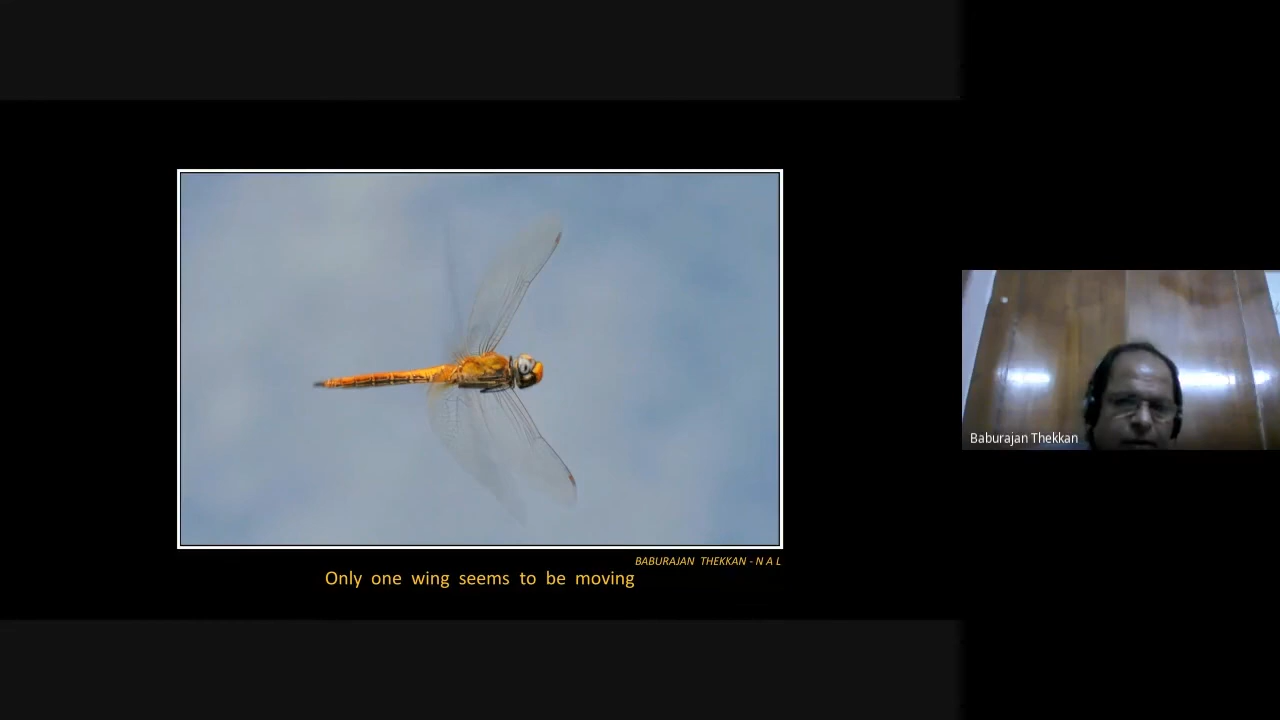 BABURAJAN THEKKAN - N A L
Only one wing seems to be moving
Baburajan Thekkan